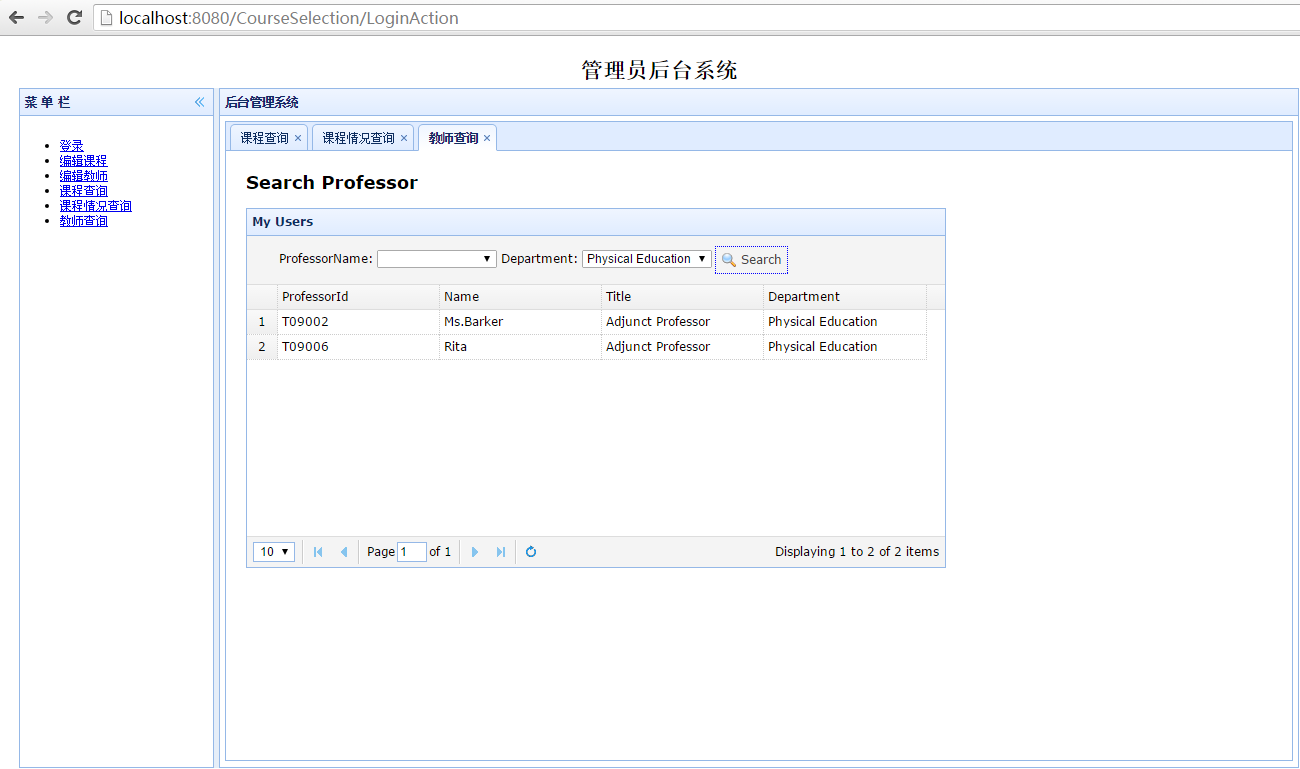 localhost:8080/CourseSelection/LoginAction
管理员后台系统
菜 单 栏
登录
编辑课程
编辑教师
课程查询
课程情况查询
教师查询
后台管理系统
课程查询 课程情况查询 教师查询
Search Professor
My Users
ProfessorName: Department: Physical Education Search
ProfessorId Name Title Department
1 T09002 Ms.Barker Adjunct Professor Physical Education
2 T09006 Rita Adjunct Professor Physical Education
10 Page 1 of 1 Displaying 1 to 2 of 2 items